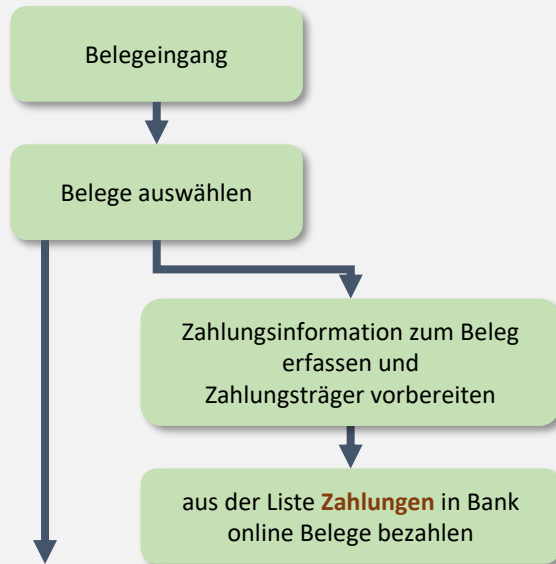 Belegeingang
Belege auswählen
Zahlungsinformation zum Beleg
erfassen und
Zahlungsträger vorbereiten
aus der Liste Zahlungen in Bank
online Belege bezahlen